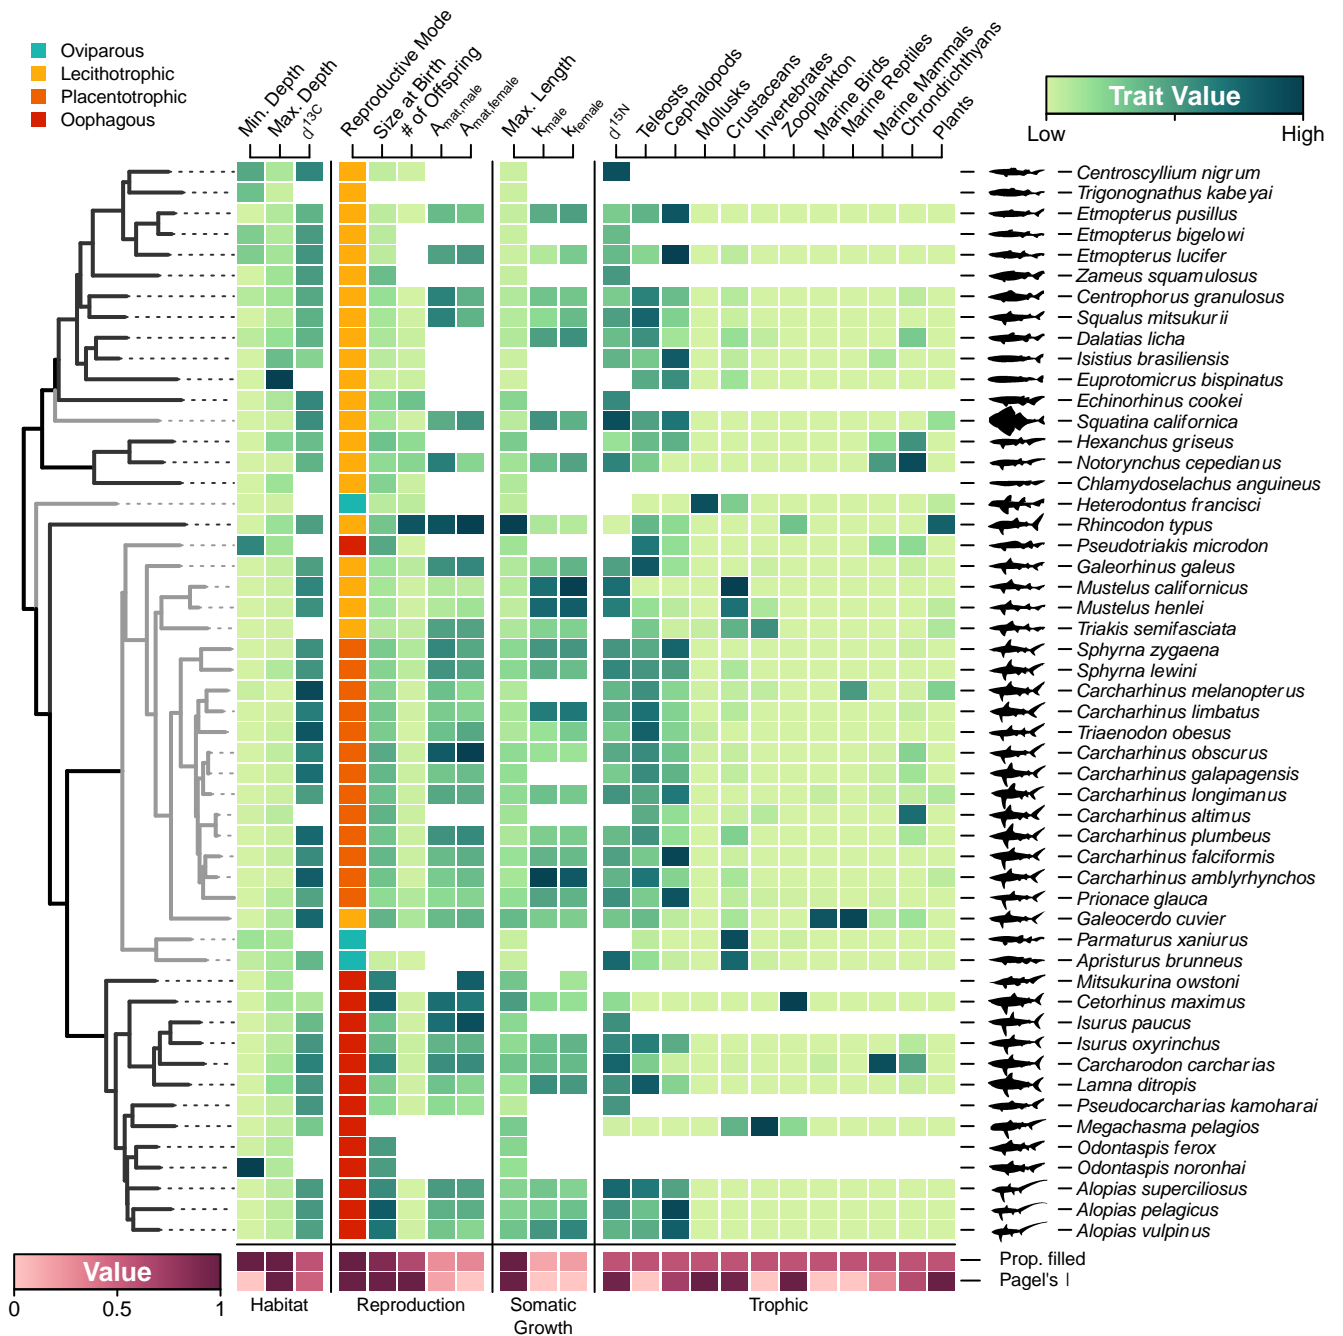 Oviparous
Lecithotrophic
Placentotrophic
Oophagous
Min. Depth
Max. Depth
d13C
Reproductive Mode
Size at Birth
# of Offspring
Amat,male
Amat,female
Max. Length
kmale
kfemale
d15N
Teleosts
Cephalopods
Mollusks
Crustaceans
Invertebrates
Zooplankton
Marine Birds
Marine Reptiles
Marine Mammals
Chrondrichthyans
Plants
Trait Value
Low
High
Centroscyllium nigrum
Trigonognathus kabeyai
Etmopterus pusillus
Etmopterus bigelowi
Etmopterus lucifer
Zameus squamulosus
Centrophorus granulosus
Squalus mitsukurii
Dalatias licha
Isistius brasiliensis
Euprotomicrus bispinatus
Echinorhinus cookei
Squatina californica
Hexanchus griseus
Notorynchus cepedianus
Chlamydoselachus anguineus
Heterodontus francisci
Rhincodon typus
Pseudotriakis microdon
Galeorhinus galeus
Mustelus californicus
Mustelus henlei
Triakis semifasciata
Sphyrna zygaena
Sphyrna lewini
Carcharhinus melanopterus
Carcharhinus limbatus
Triaenodon obesus
Carcharhinus obscurus
Carcharhinus galapagensis
Carcharhinus longimanus
Carcharhinus altimus
Carcharhinus plumbeus
Carcharhinus falciformis
Carcharhinus amblyrhynchos
Prionace glauca
Galeocerdo cuvier
Parmaturus xaniurus
Apristurus brunneus
Mitsukurina owstoni
Cetorhinus maximus
Isurus paucus
Isurus oxyrinchus
Carcharodon carcharias
Lamna ditropis
Pseudocarcharias kamoharai
Megachasma pelagios
Odontaspis ferox
Odontaspis noronhai
Alopias superciliosus
Alopias pelagicus
Alopias vulpinus
Prop. filled
Pagel's l
Value
0
0.5
1
Habitat
Reproduction
Somatic
Growth
Trophic